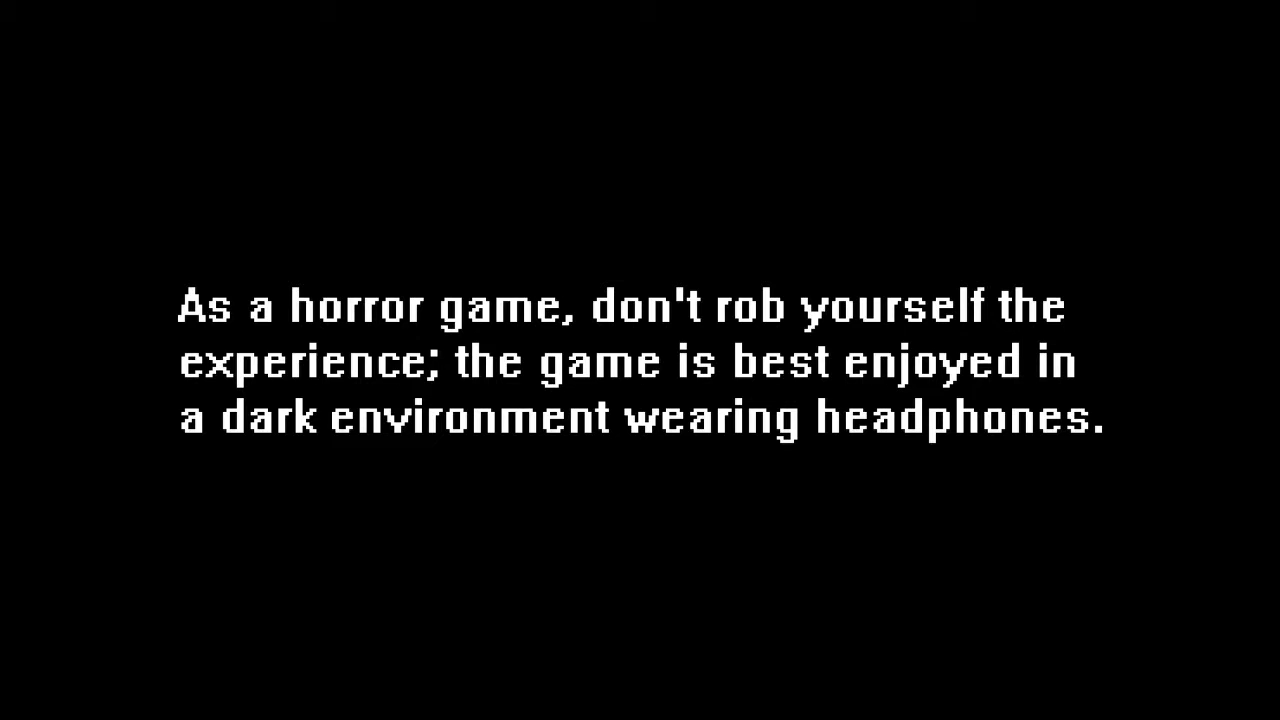 As a horror game, don't rob yourself the
experience; the game is best enjoyed in
a dark environment wearing headphones.